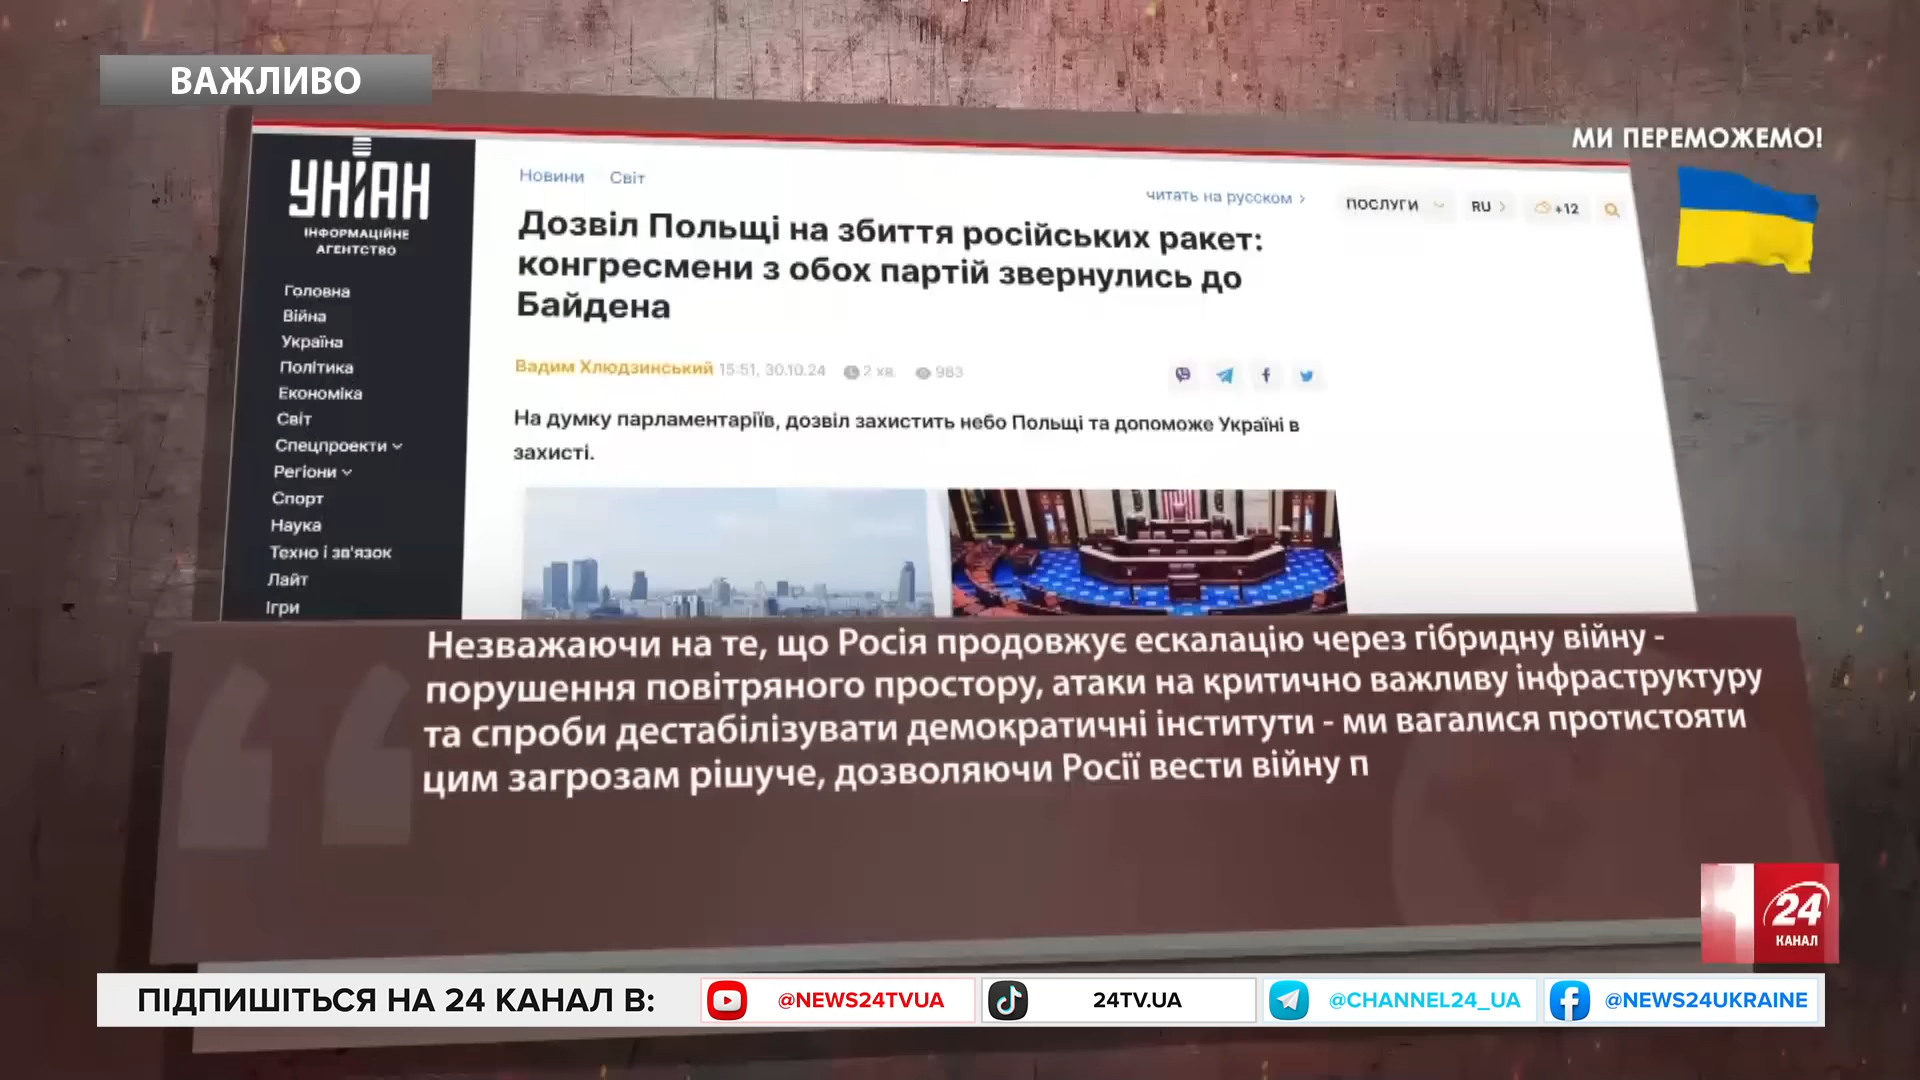 ВАЖЛИВО
МИ ПЕРЕМОЖЕМО!
УНІАН
ІНФОРМАЦІЙНЕ
АГЕНТСТВО
Головна
Війна
Україна
Політика
Економіка
Світ
Спецпроекти
Регіони
Спорт
Наука
Техно і зв'язок
Лайт
Ігри
Новини Світ
читать на русском
ПОСЛУГИ RU +12
Дозвіл Польщі на збиття російських ракет:
конгресмени з обох партій звернулись до
Байдена
Вадим Хлюдзинський 15:51, 30.10.24 2 хв. 983
На думку парламентаріїв, дозвіл захистить небо Польщі та допоможе Україні в
захисті.
Незважаючи на те, що Росія продовжує ескалацію через гібридну війну -
порушення повітряного простору, атаки на критично важливу інфраструктуру
та спроби дестабілізувати демократичні інститути - ми вагалися протистояти
цим загрозам рішуче, дозволяючи Росії вести війну п
24
КАНАЛ
ПІДПИШІТЬСЯ НА 24 КАНАЛ В: @NEWS24TVUA 24TV.UA @CHANNEL24_UA @NEWS24UKRAINE